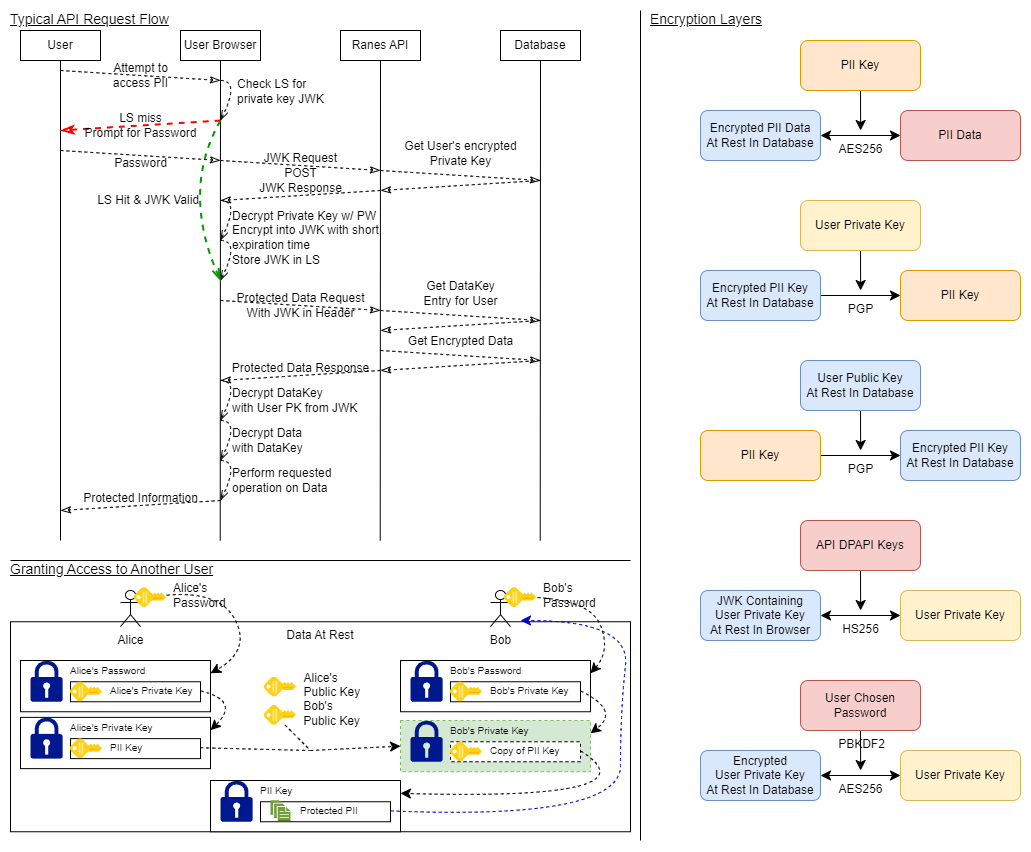 Typical API Request Flow
User
User Browser
Ranes API
Database
Attempt to
access PII
Check LS for
private key JWK
LS miss
Prompt for Password
Password
JWK Request
POST
Get User's encrypted
Private Key
JWK Response
LS Hit & JWK Valid
Decrypt Private Key w/ PW
Encrypt into JWK with short
expiration time
Store JWK in LS
Protected Data Request
With JWK in Header
Get DataKey
Entry for User
Get Encrypted Data
Protected Data Response
Decrypt DataKey
with User PK from JWK
Decrypt Data
with DataKey
Perform requested
operation on Data
Protected Information
Granting Access to Another User
Alice's
Password
Bob's
Password
Alice
Data At Rest
Bob
Alice's Password
Alice's Private Key
Alice's Private Key
PII Key
Alice's
Public Key
Bob's
Public Key
Bob's Password
Bob's Private Key
Bob's Private Key
Copy of PII Key
PII Key
Protected PII
Encryption Layers
PII Key
Encrypted PII Data
At Rest In Database
AES256
PII Data
User Private Key
Encrypted PII Key
At Rest In Database
PGP
PII Key
User Public Key
At Rest In Database
PII Key
PGP
Encrypted PII Key
At Rest In Database
API DPAPI Keys
JWK Containing
User Private Key
At Rest In Browser
HS256
User Private Key
User Chosen
Password
PBKDF2
Encrypted
User Private Key
At Rest In Database
AES256
User Private Key